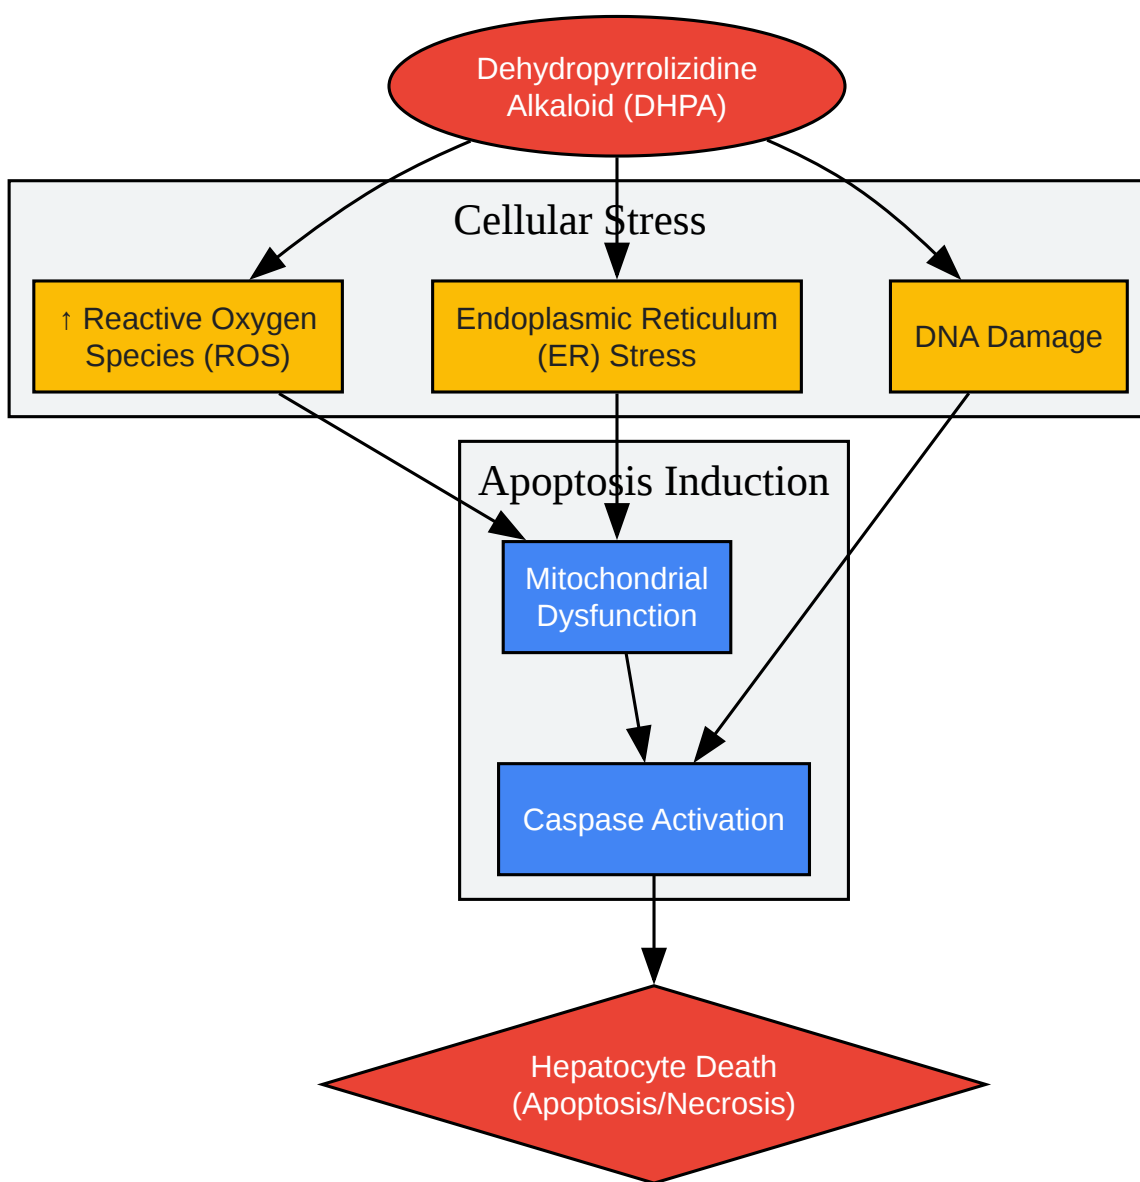 Dehydropyrrolizidine
Alkaloid (DHPA)
Cellular Stress
↑ Reactive Oxygen
Species (ROS)
Endoplasmic Reticulum
(ER) Stress
DNA Damage
Apoptosis Induction
Mitochondrial
Dysfunction
Caspase Activation
Hepatocyte Death
(Apoptosis/Necrosis)